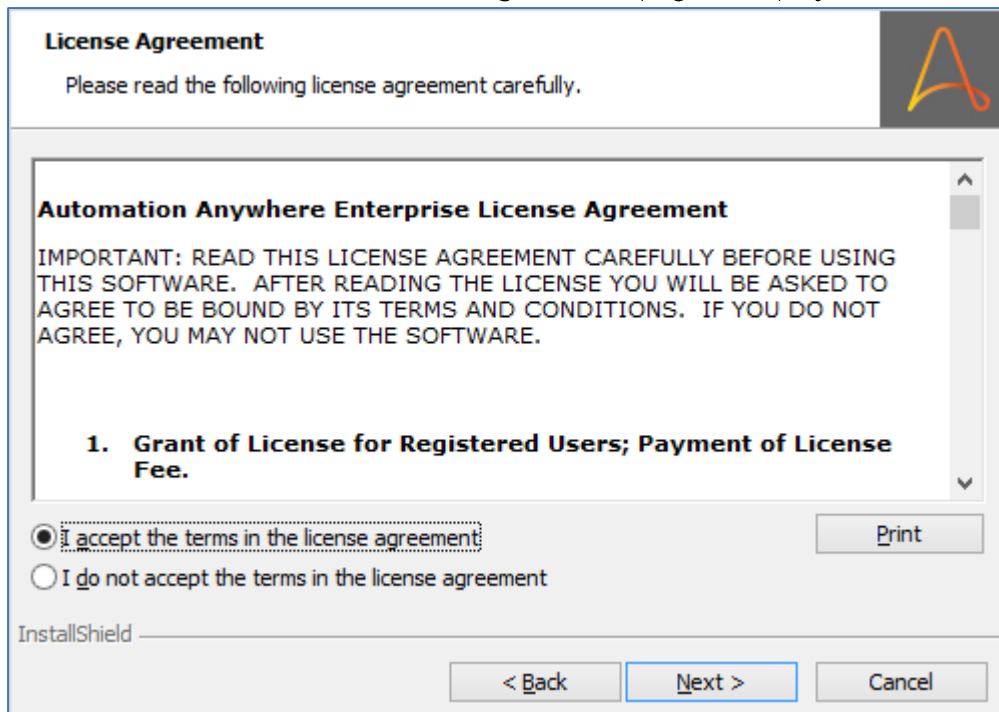 License Agreement
Please read the following license agreement carefully.
Automation Anywhere Enterprise License Agreement
IMPORTANT: READ THIS LICENSE AGREEMENT CAREFULLY BEFORE USING
THIS SOFTWARE.  AFTER READING THE LICENSE YOU WILL BE ASKED TO
AGREE TO BE BOUND BY ITS TERMS AND CONDITIONS.  IF YOU DO NOT
AGREE, YOU MAY NOT USE THE SOFTWARE.
1. Grant of License for Registered Users; Payment of License
Fee.
I accept the terms in the license agreement
Print
I do not accept the terms in the license agreement
InstallShield
< Back
Next >
Cancel